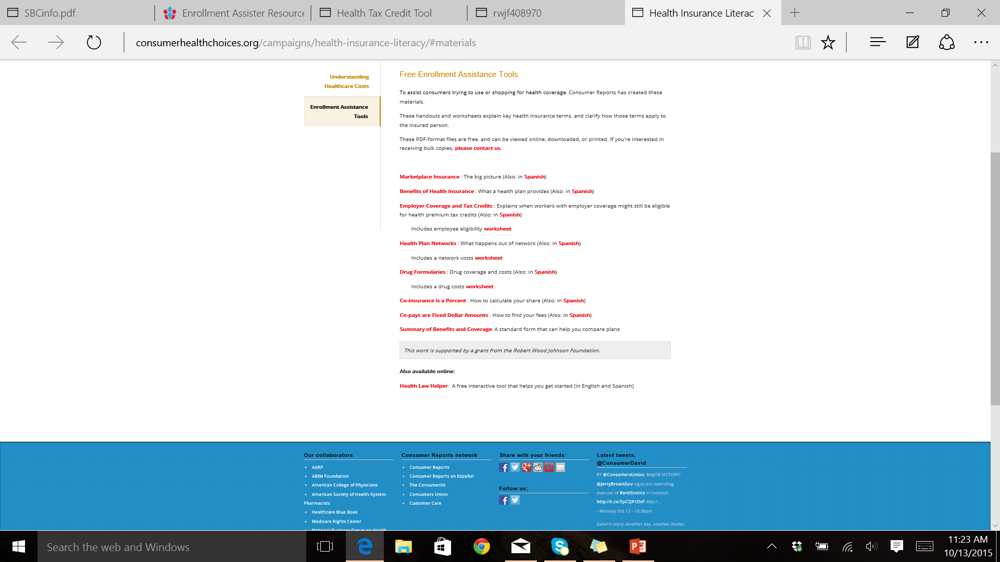 SBCinfo.pdf
Enrollment Assister Resource
Health Tax Credit Tool
rwjf408970
Health Insurance Literac
consumerhealthchoices.org/campaigns/health-insurance-literacy/#materials
Understanding
Healthcare Costs
Enrollment Assistance
Tools
Free Enrollment Assistance Tools
To assist consumers trying to use or shopping for health coverage, Consumer Reports has created these
materials.
These handouts and worksheets explain key health insurance terms, and clarify how those terms apply to
the insured person.
These PDF-format files are free, and can be viewed online, downloaded, or printed. If you're interested in
receiving bulk copies, please contact us.
Marketplace Insurance : The big picture (Also: in Spanish)
Benefits of Health Insurance : What a health plan provides (Also: in Spanish)
Employer Coverage and Tax Credits : Explains when workers with employer coverage might still be eligible
for health premium tax credits (Also: in Spanish)
Includes employee eligibility worksheet
Health Plan Networks : What happens out of network (Also: in Spanish)
Includes a network costs worksheet
Drug Formularies : Drug coverage and costs (Also: in Spanish)
Includes a drug costs worksheet
Co-insurance is a Percent : How to calculate your share (Also: in Spanish)
Co-pays are Fixed Dollar Amounts : How to find your fees (Also: in Spanish)
Summary of Benefits and Coverage: A standard form that can help you compare plans
This work is supported by a grant from the Robert Wood Johnson Foundation.
Also available online:
Health Law Helper: A free interactive tool that helps you get started (in English and Spanish)
Our collaborators
AARP
ABIM Foundation
American College of Physicians
American Society of Health-System
Pharmacists
Healthcare Blue Book
Medicare Rights Center
National Business Group on Health
Consumer Reports network
Consumer Reports
Consumer Reports en Español
The Consumerist
Consumers Union
Customer Care
Share with your friends:
Follow us:
Latest tweets,
@ConsumerDavid
RT @ConsumersUnion: MAJOR VICTORY!
@JerryBrownGov signs bill restricting
overuse of #antibiotics in livestock
http://t.co/5pCQPrZivF http:/...
- Monday Oct 12 - 10:38pm
Galen's story: Another day, another doctor,
Search the web and Windows
11:23 AM
10/13/2015